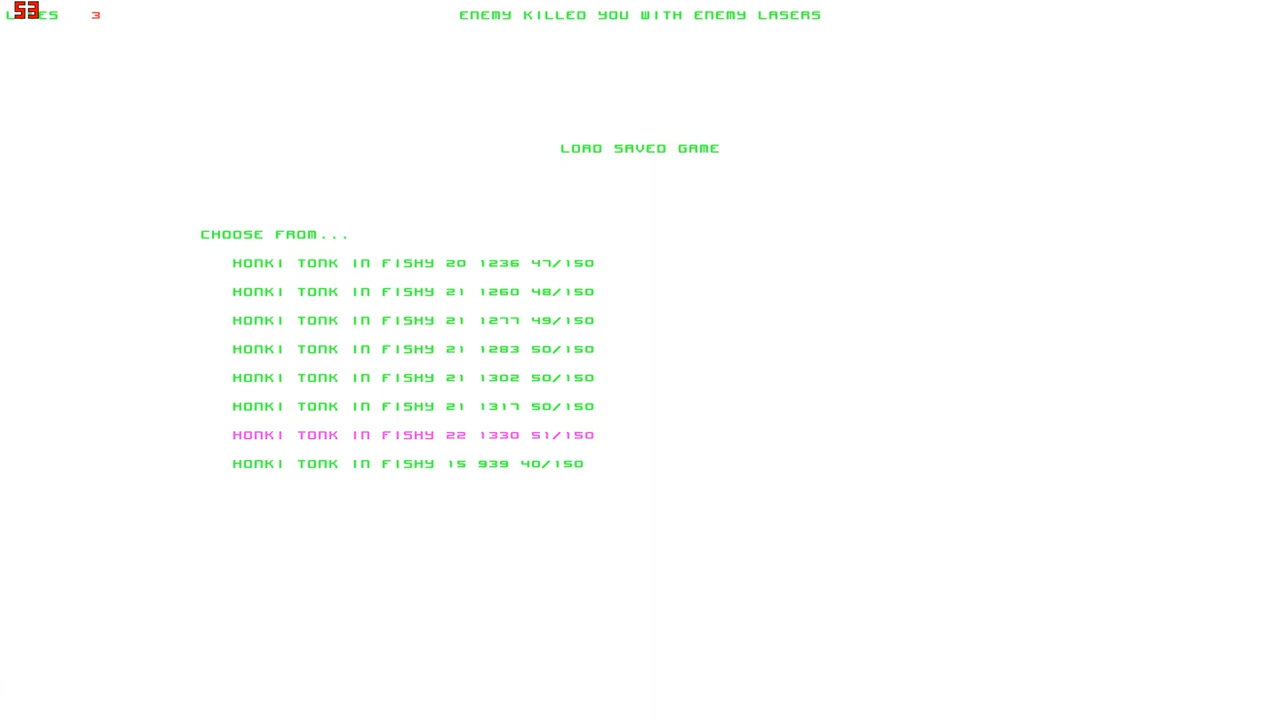 53
3
ENEMY KILLED YOU WITH ENEMY LASERS
LOAD SAVED GAME
CHOOSE FROM...
HONKI TONK IN FISHY 20 1236 47/150
HONKI TONK IN FISHY 21 1260 48/150
HONKI TONK IN FISHY 21 1277 49/150
HONKI TONK IN FISHY 21 1283 50/150
HONKI TONK IN FISHY 21 1302 50/150
HONKI TONK IN FISHY 21 1317 50/150
HONKI TONK IN FISHY 22 1330 51/150
HONKI TONK IN FISHY 15 939 40/150